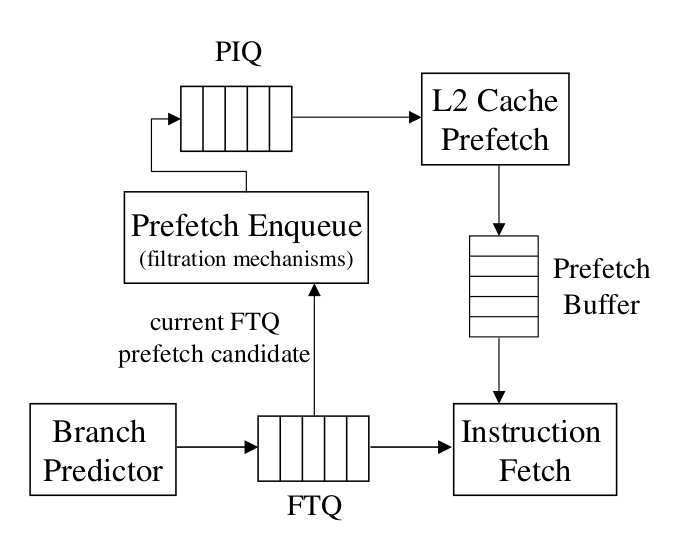 PIQ
L2 Cache
Prefetch
Prefetch Enqueue
(filtration mechanisms)
Prefetch
Buffer
current FTQ
prefetch candidate
Branch
Predictor
Instruction
Fetch
FTQ